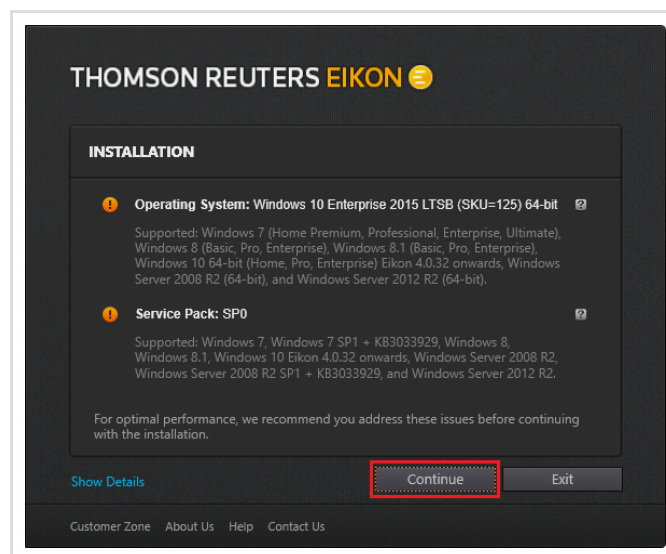 THOMSON REUTERS EIKON
INSTALLATION
Operating System: Windows 10 Enterprise 2015 LTSB (SKU=125) 64-bit
Supported: Windows 7 (Home Premium, Professional, Enterprise, Ultimate),
Windows 8 (Basic, Pro, Enterprise), Windows 8.1 (Basic, Pro, Enterprise),
Windows 10 64-bit (Home, Pro, Enterprise) Eikon 4.0.32 onwards, Windows
Server 2008 R2 (64-bit), and Windows Server 2012 R2 (64-bit).
Service Pack: SP0
Supported: Windows 7, Windows 7 SP1 + KB3033929, Windows 8,
Windows 8.1, Windows 10 Eikon 4.0.32 onwards, Windows Server 2008 R2,
Windows Server 2008 R2 SP1 + KB3033929, and Windows Server 2012 R2.
For optimal performance, we recommend you address these issues before continuing
with the installation.
Show Details
Continue
Exit
Customer Zone About Us Help Contact Us